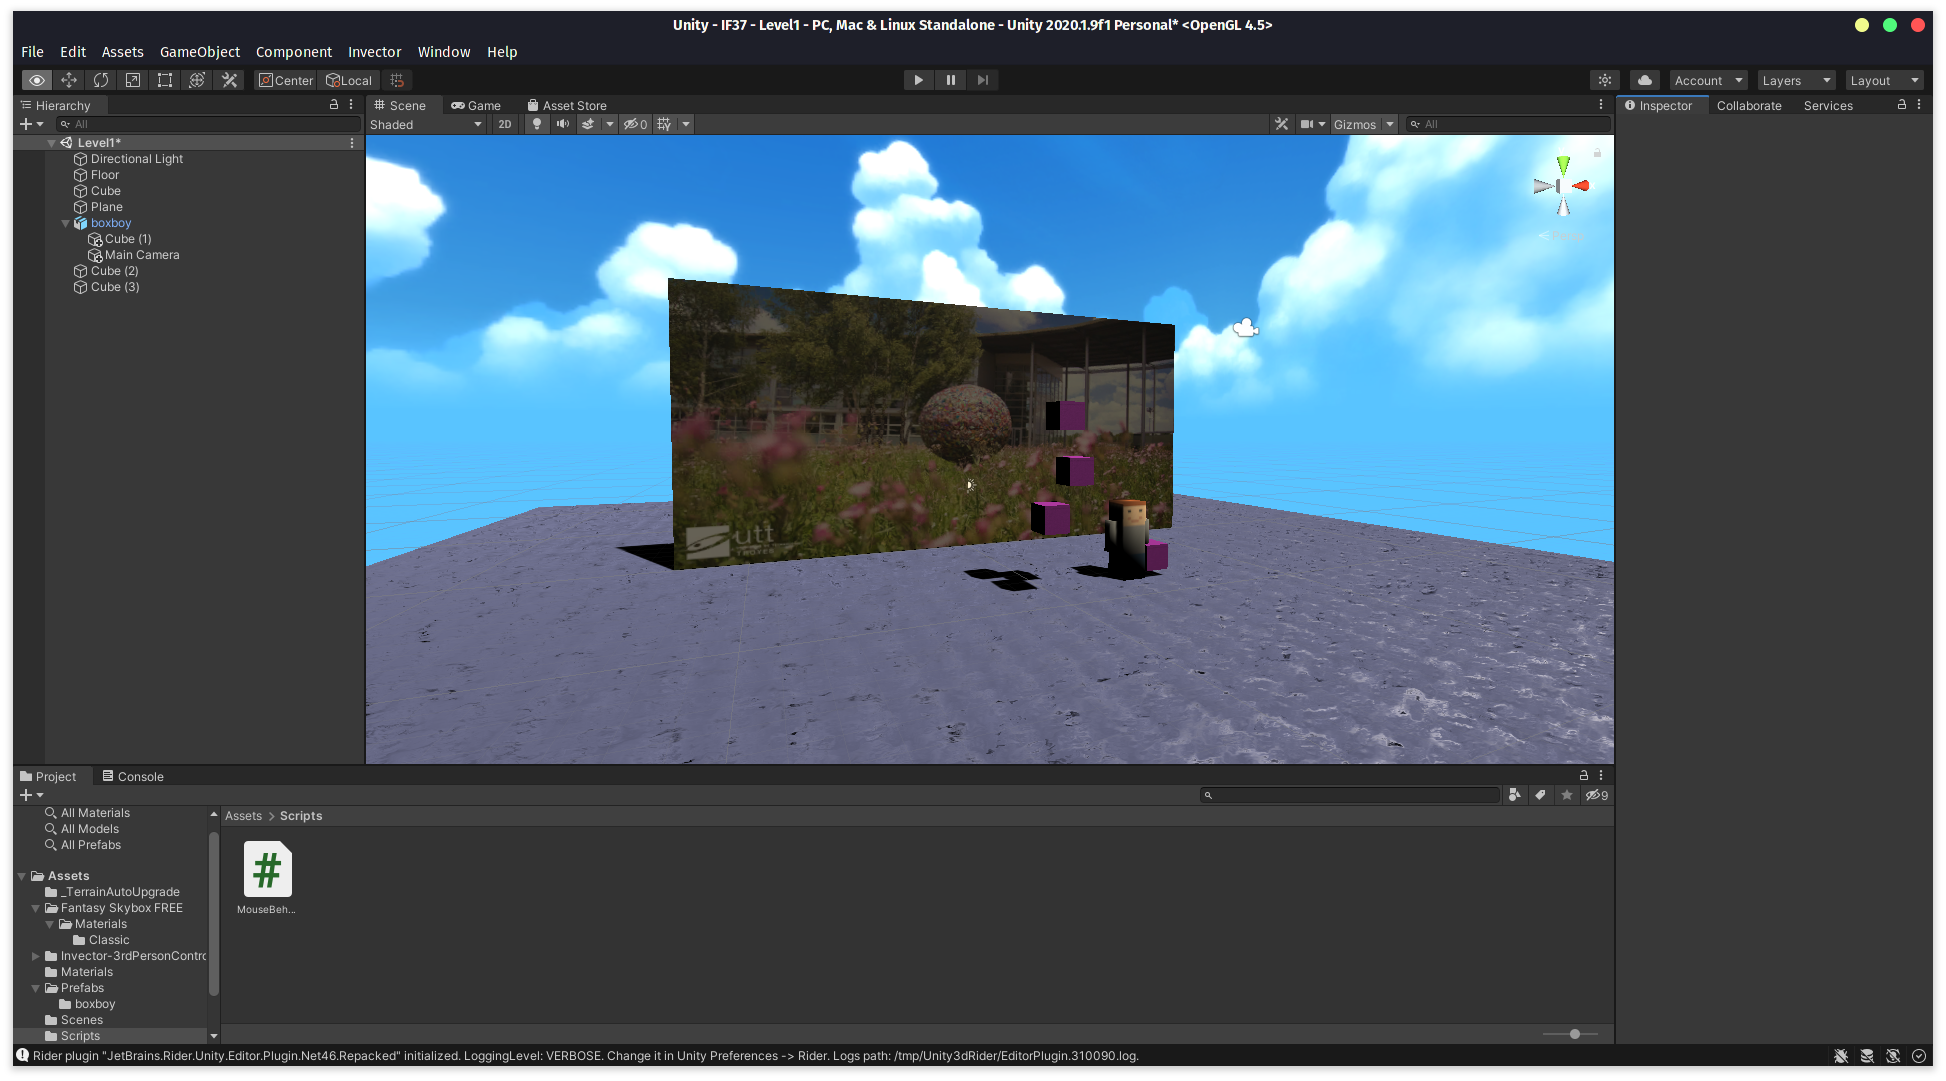 Unity - IF37 - Level1 - PC, Mac & Linux Standalone - Unity 2020.1.9f1 Personal* <OpenGL 4.5>
File Edit Assets GameObject Component Invector Window Help
Center Local Account Layers Layout
Hierarchy Scene Game Asset Store Inspector Collaborate Services
All Shaded 2D 0 Gizmos All
Level1*
Directional Light
Floor
Cube
Plane
boxboy
Cube (1)
Main Camera
Cube (2)
Cube (3)
utt
TROYES
Project Console
9
All Materials
All Models
All Prefabs
Assets
_TerrainAutoUpgrade
Fantasy Skybox FREE
Materials
Classic
Invector-3rdPersonContro
Materials
Prefabs
boxboy
Scenes
Scripts
Assets > Scripts
#
MouseBeh...
Rider plugin "JetBrains.Rider.Unity.Editor.Plugin.Net46.Repacked" initialized. LoggingLevel: VERBOSE. Change it in Unity Preferences -> Rider. Logs path: /tmp/Unity3dRider/EditorPlugin.310090.log.